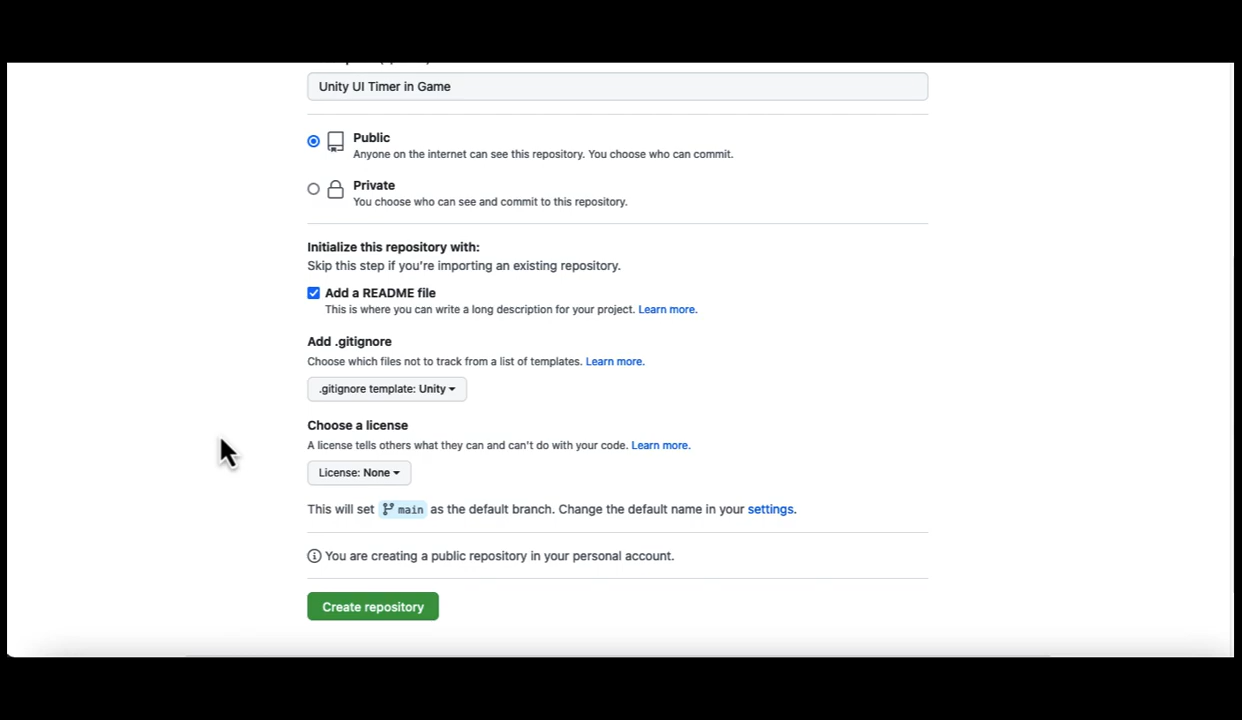 Unity UI Timer in Game
Public
Anyone on the internet can see this repository. You choose who can commit.
Private
You choose who can see and commit to this repository.
Initialize this repository with:
Skip this step if you're importing an existing repository.
Add a README file
This is where you can write a long description for your project. Learn more.
Add .gitignore
Choose which files not to track from a list of templates. Learn more.
.gitignore template: Unity
Choose a license
A license tells others what they can and can't do with your code. Learn more.
License: None
This will set main as the default branch. Change the default name in your settings.
You are creating a public repository in your personal account.
Create repository